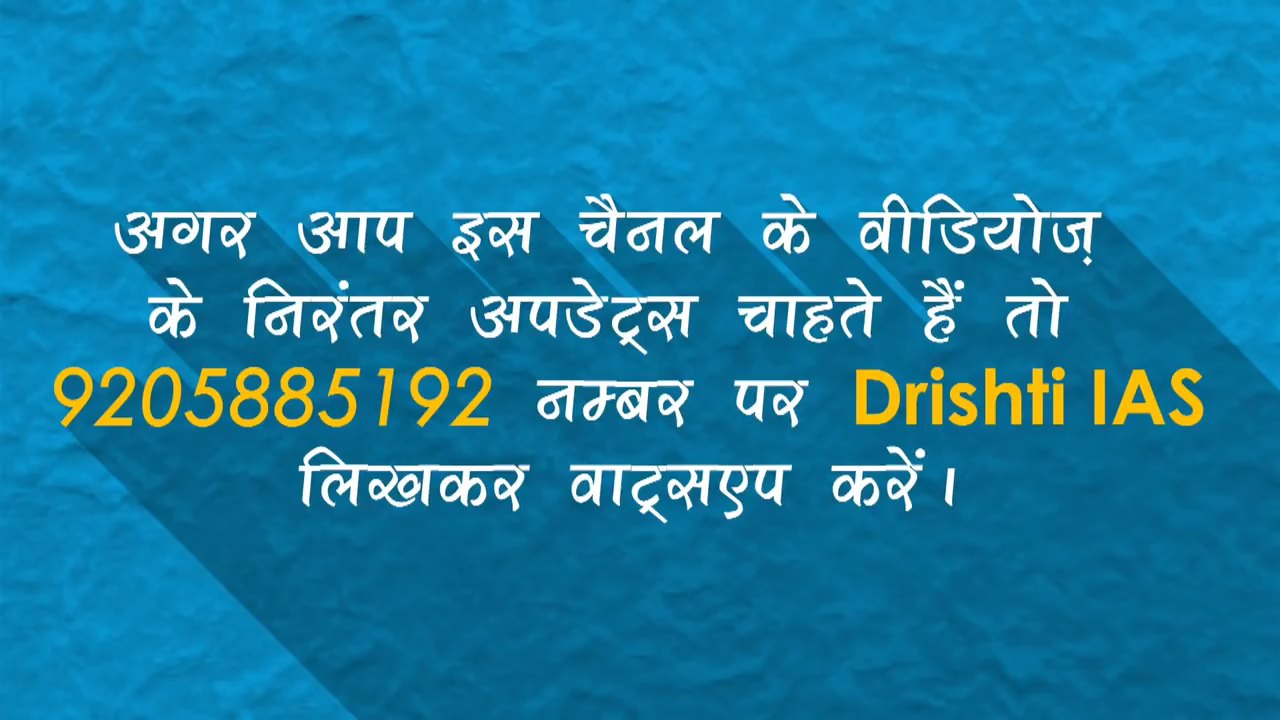 अगर आप इस चैनल के वीडियोज़
के निरंतर अपडेट्स चाहते हैं तो
9205885192 नम्बर पर Drishti IAS
लिखकर वाट्सएप करें।